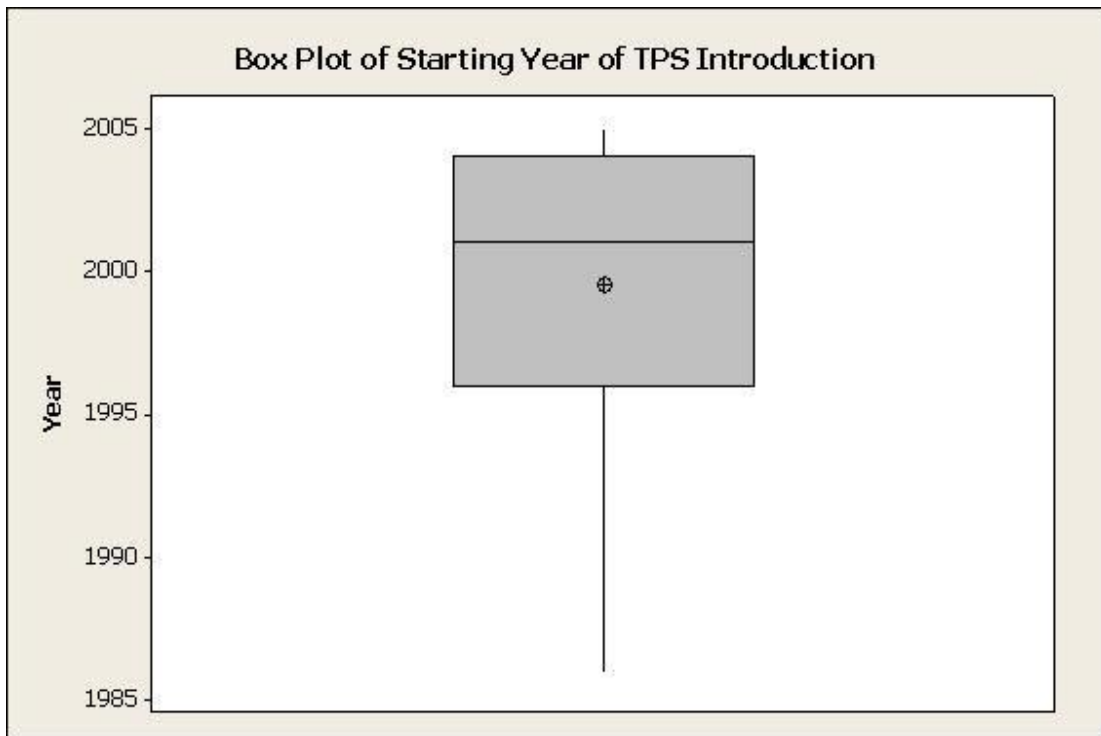 Box Plot of Starting Year of TPS Introduction
2005
2000
1995
1990
1985
Year